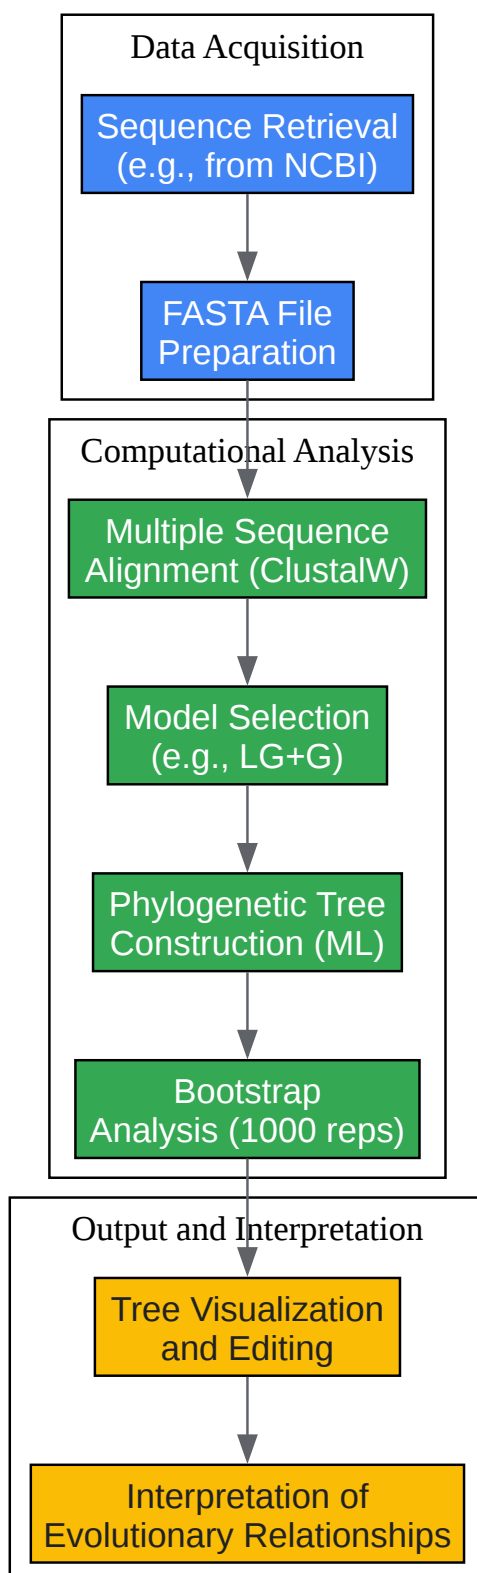 Data Acquisition
Sequence Retrieval
(e.g., from NCBI)
FASTA File
Preparation
Computational Analysis
Multiple Sequence
Alignment (ClustalW)
Model Selection
(e.g., LG+G)
Phylogenetic Tree
Construction (ML)
Bootstrap
Analysis (1000 reps)
Output and Interpretation
Tree Visualization
and Editing
Interpretation of
Evolutionary Relationships